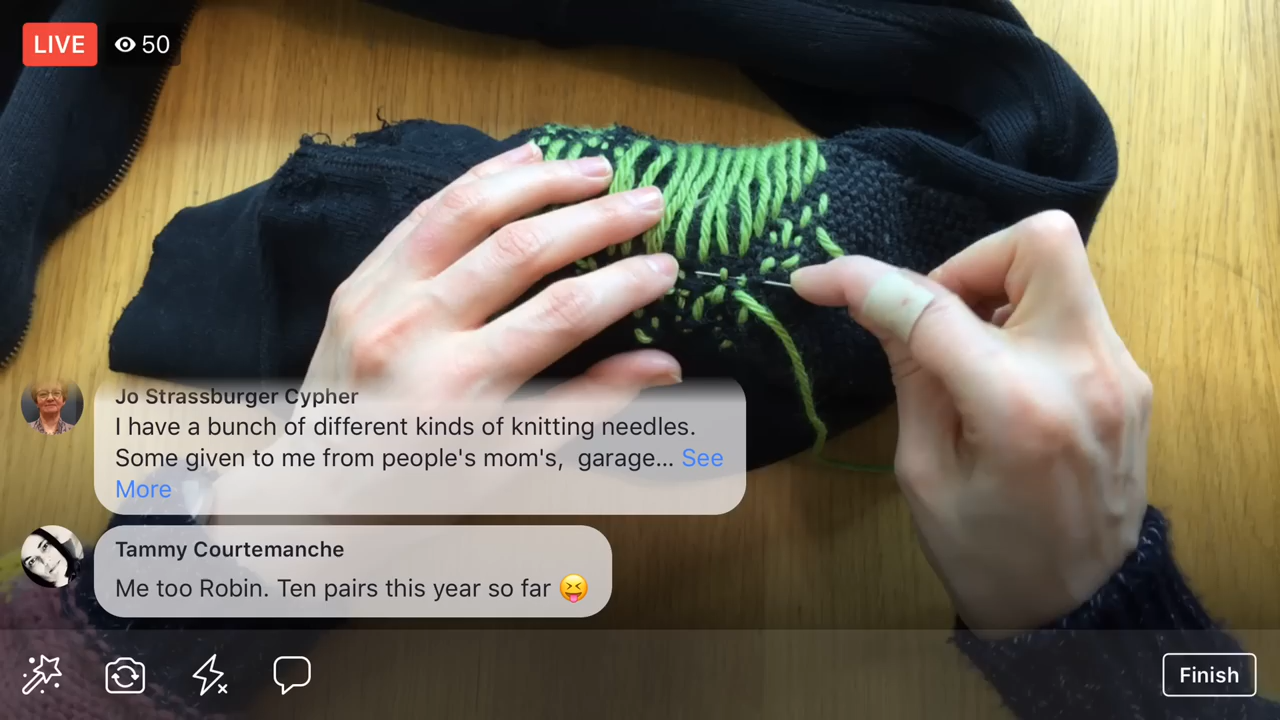 LIVE 50
Jo Strassburger Cypher
I have a bunch of different kinds of knitting needles.
Some given to me from people's mom's,  garage... See
More
Tammy Courtemanche
Me too Robin. Ten pairs this year so far 😝
Finish